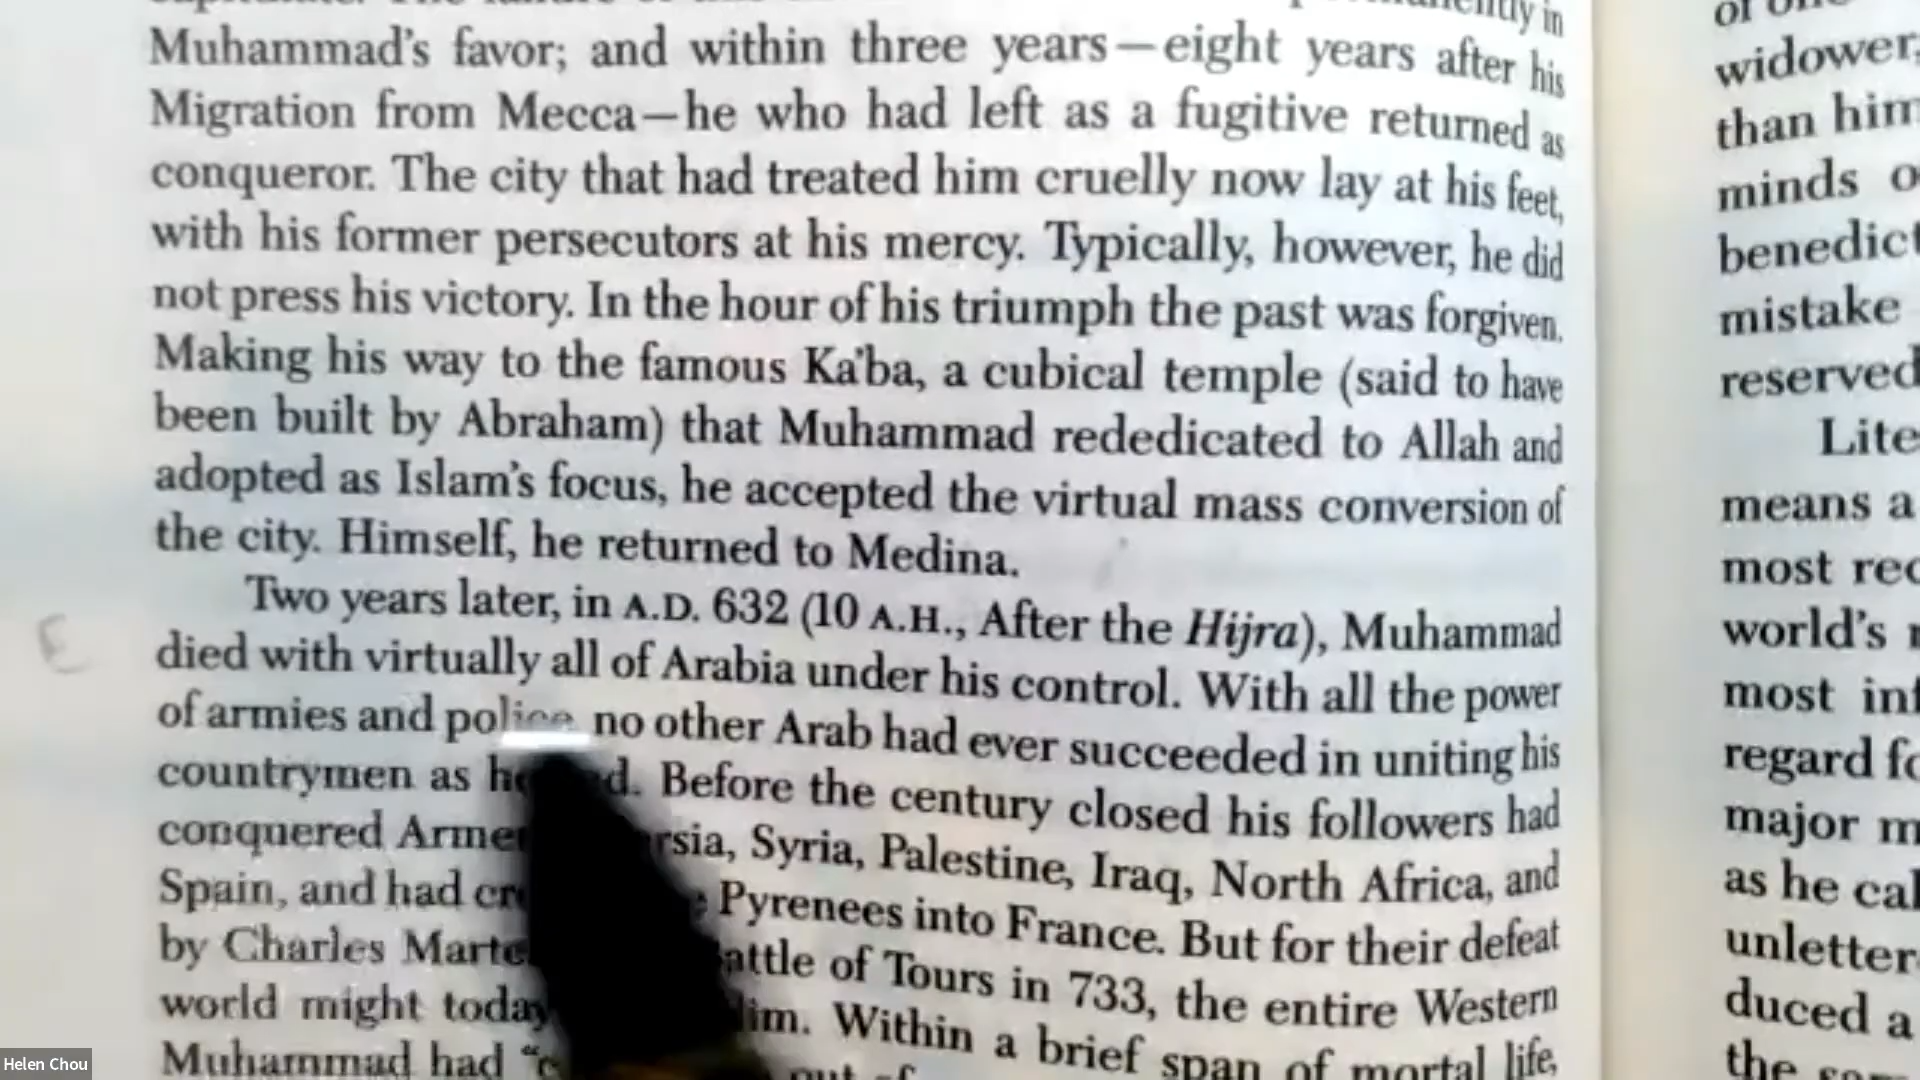 Muhammad's favor; and within three years—eight years after his
Migration from Mecca—he who had left as a fugitive returned as
conqueror. The city that had treated him cruelly now lay at his feet,
with his former persecutors at his mercy. Typically, however, he did
not press his victory. In the hour of his triumph the past was forgiven.
Making his way to the famous Ka'ba, a cubical temple (said to have
been built by Abraham) that Muhammad rededicated to Allah and
adopted as Islam's focus, he accepted the virtual mass conversion of
the city. Himself, he returned to Medina.
Two years later, in A.D. 632 (10 A.H., After the Hijra), Muhammad
died with virtually all of Arabia under his control. With all the power
of armies and police, no other Arab had ever succeeded in uniting his
countrymen as Before the century closed his followers had
conquered Syria, Palestine, Iraq, North Africa, and
Spain, and had Pyrenees into France. But for their defeat
by Charles of Tours in 733, the entire Western
world might today Within a brief span of mortal life,
Muhammad had out of
widower,
than him
minds
benedict
mistake
reserved
Lite
means a
most rec
world's
most inf
regard fo
major m
as he cal
unletter
duced a
the
Helen Chou